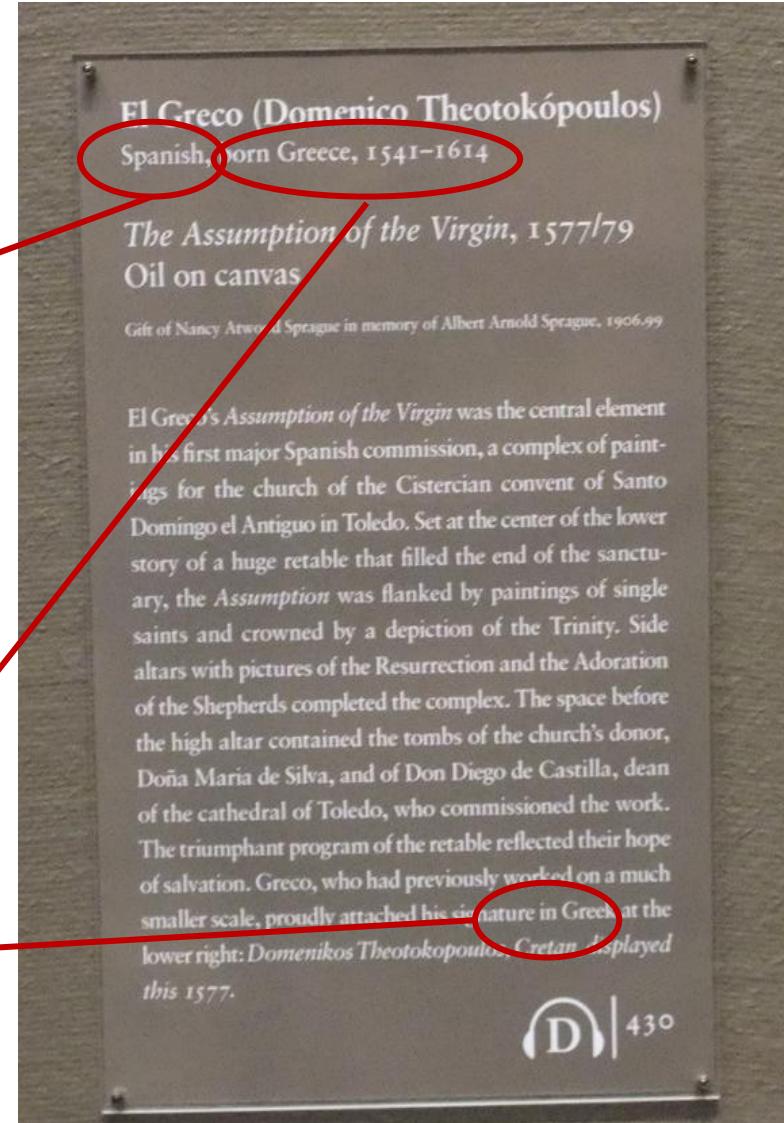 El Greco (Domenico Theotokópoulos)
Spanish, born Greece, 1541–1614
The Assumption of the Virgin, 1577/79
Oil on canvas
Gift of Nancy Atwood Sprague in memory of Albert Arnold Sprague, 1906.99
El Greco's Assumption of the Virgin was the central element
in his first major Spanish commission, a complex of paint-
ings for the church of the Cistercian convent of Santo
Domingo el Antiguo in Toledo. Set at the center of the lower
story of a huge retable that filled the end of the sanctu-
ary, the Assumption was flanked by paintings of single
saints and crowned by a depiction of the Trinity. Side
altars with pictures of the Resurrection and the Adoration
of the Shepherds completed the complex. The space before
the high altar contained the tombs of the church's donor,
Doña Maria de Silva, and of Don Diego de Castilla, dean
of the cathedral of Toledo, who commissioned the work.
The triumphant program of the retable reflected their hope
of salvation. Greco, who had previously worked on a much
smaller scale, proudly attached his signature in Greek at the
lower right: Domenikos Theotokopoulos, Cretan, displayed
this 1577.
D 430